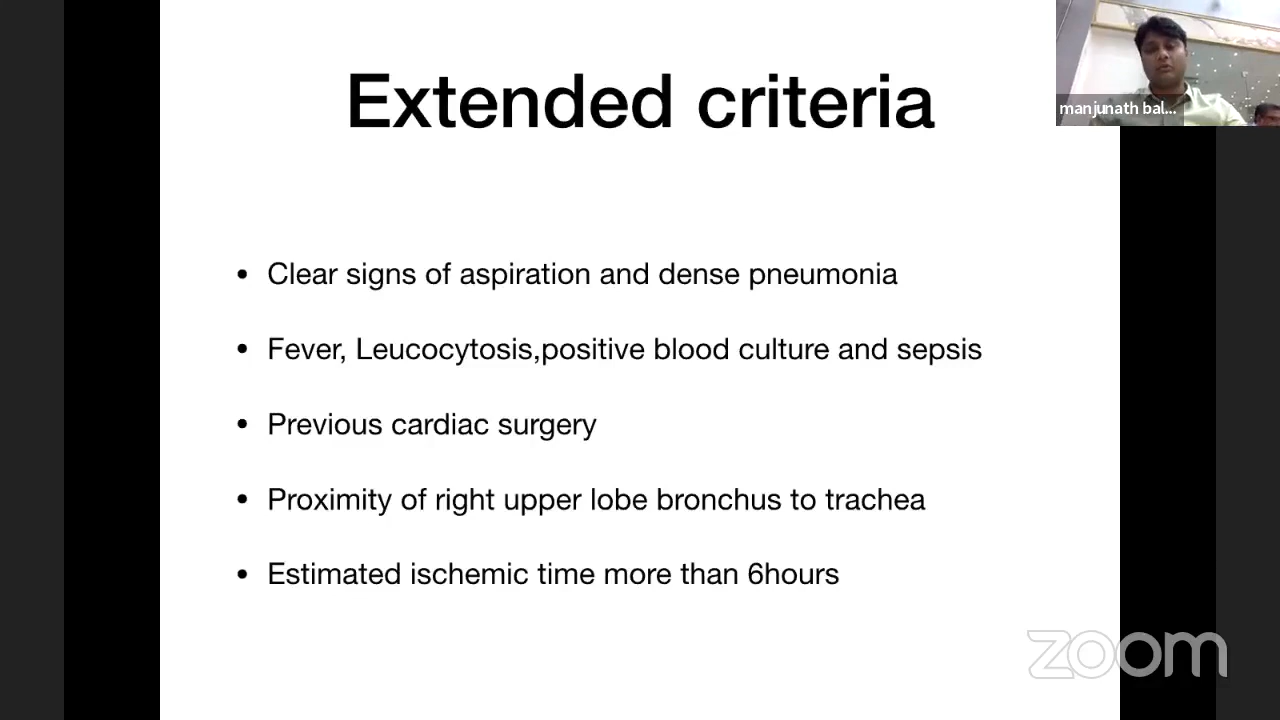 Extended criteria
manjunath bal...
• Clear signs of aspiration and dense pneumonia
• Fever, Leucocytosis,positive blood culture and sepsis
• Previous cardiac surgery
• Proximity of right upper lobe bronchus to trachea
• Estimated ischemic time more than 6hours
zoom